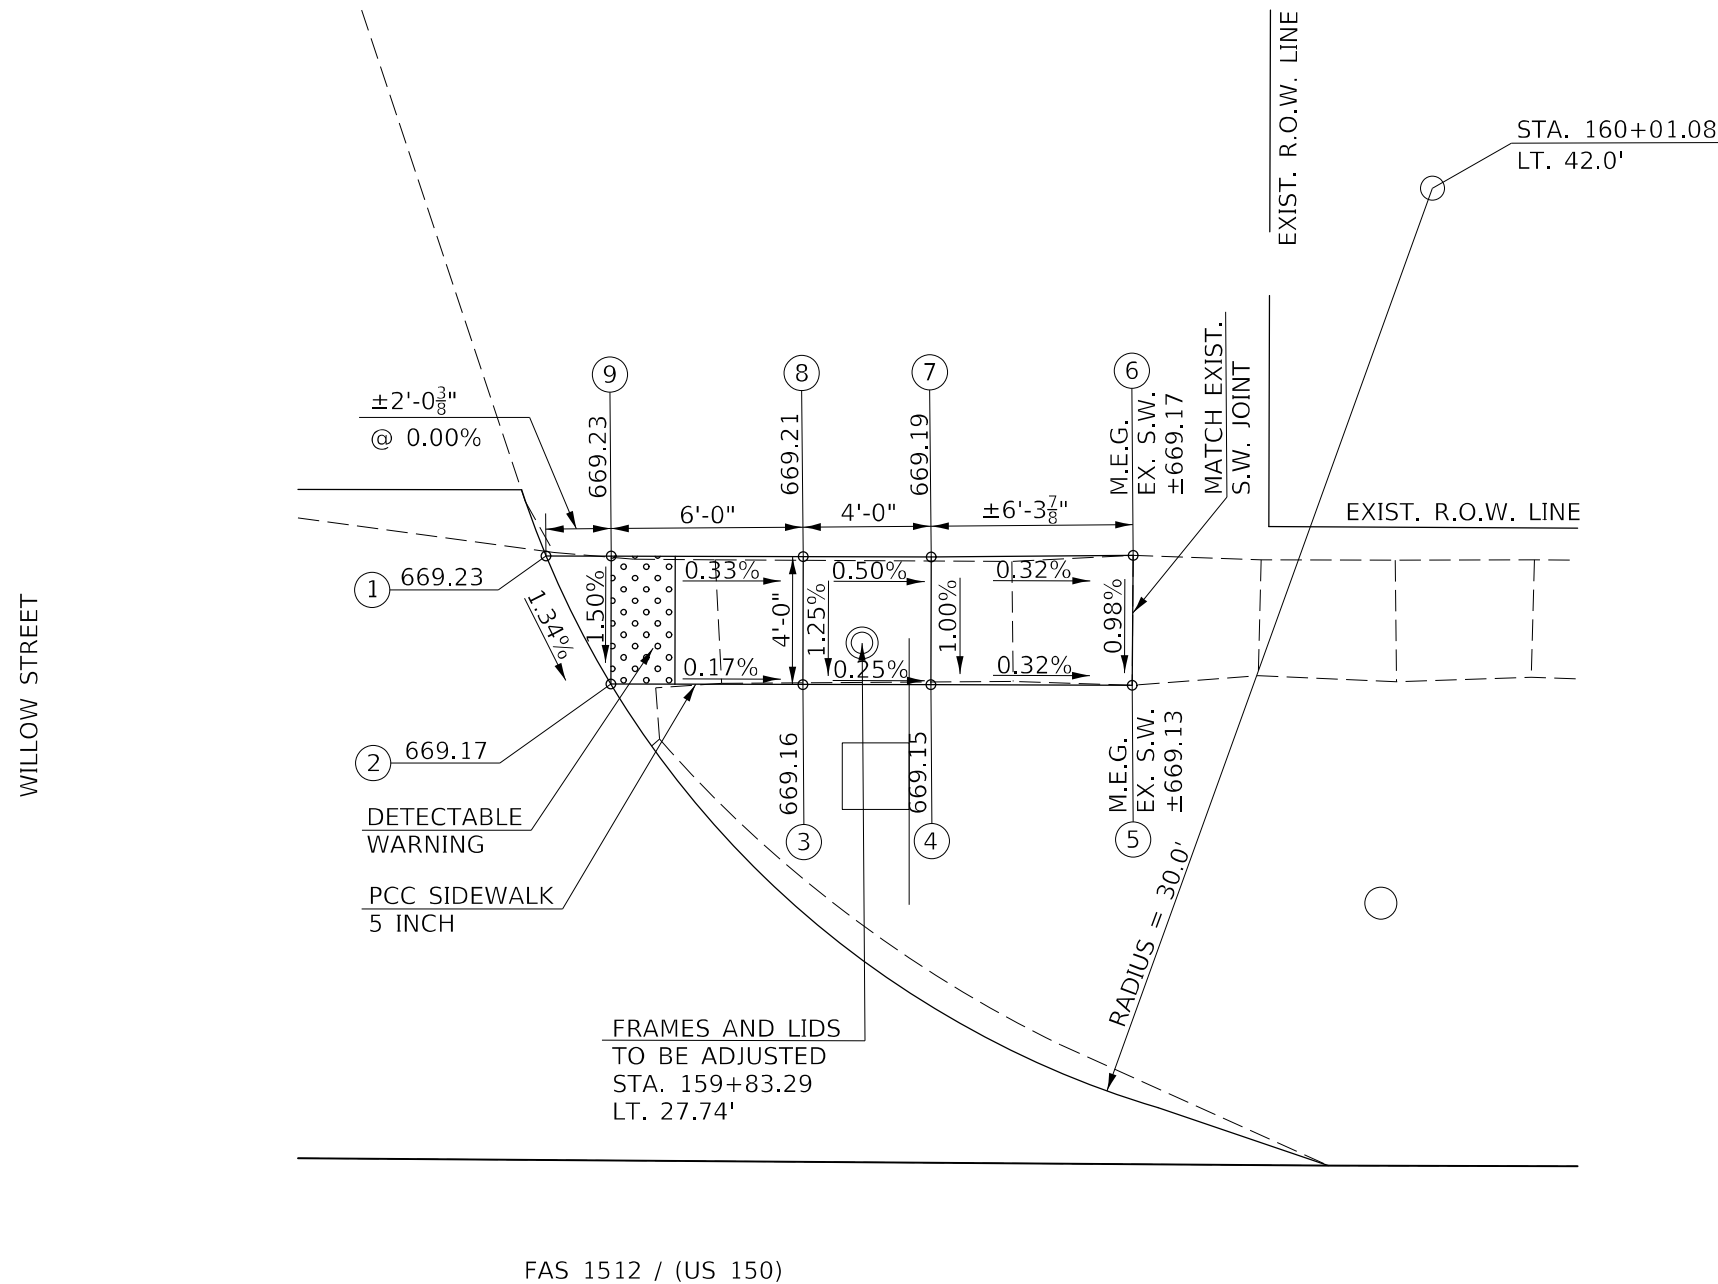 EXIST. R.O.W. LINE
STA. 160+01.08
LT. 42.0'
9
8
7
6
±2'-0 3/8"
@ 0.00%
669.23
669.21
669.19
M.E.G.
EX. S.W.
±669.17
MATCH EXIST.
S.W. JOINT
6'-0"
4'-0"
±6'-3 7/8"
EXIST. R.O.W. LINE
1
669.23
1.34%
1.50%
0.33%
4'-0"
1.25%
0.50%
1.00%
0.32%
0.98%
0.17%
0.25%
0.32%
WILLOW STREET
2
669.17
669.16
669.15
M.E.G.
EX. S.W.
±669.13
3
4
5
DETECTABLE
WARNING
PCC SIDEWALK
5 INCH
RADIUS = 30.0'
FRAMES AND LIDS
TO BE ADJUSTED
STA. 159+83.29
LT. 27.74'
FAS 1512 / (US 150)